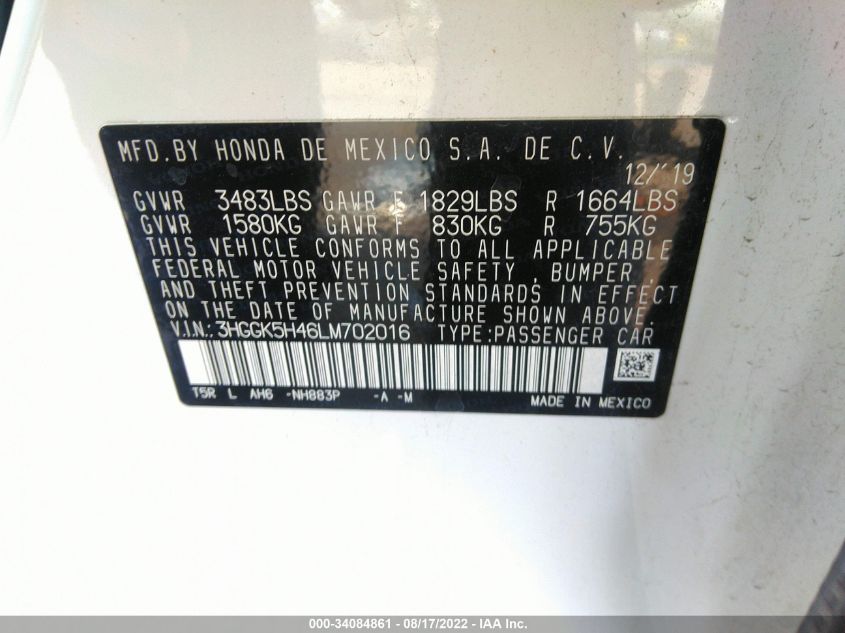 MFD.BY HONDA DE MEXICO S.A. DE C.V.
12/'19
GVWR 3483LBS GAWR F 1829LBS R 1664LBS
GVWR 1580KG GAWR F 830KG R 755KG
THIS VEHICLE CONFORMS TO ALL APPLICABLE
FEDERAL MOTOR VEHICLE SAFETY , BUMPER ,
AND THEFT PREVENTION STANDARDS IN EFFECT
ON THE DATE OF MANUFACTURE SHOWN ABOVE.
V.I.N.:3HGGK5H46LM702016 TYPE:PASSENGER CAR
T5R L AH6 -NH883P -A -M
MADE IN MEXICO
000-34084861 - 08/17/2022 - IAA Inc.